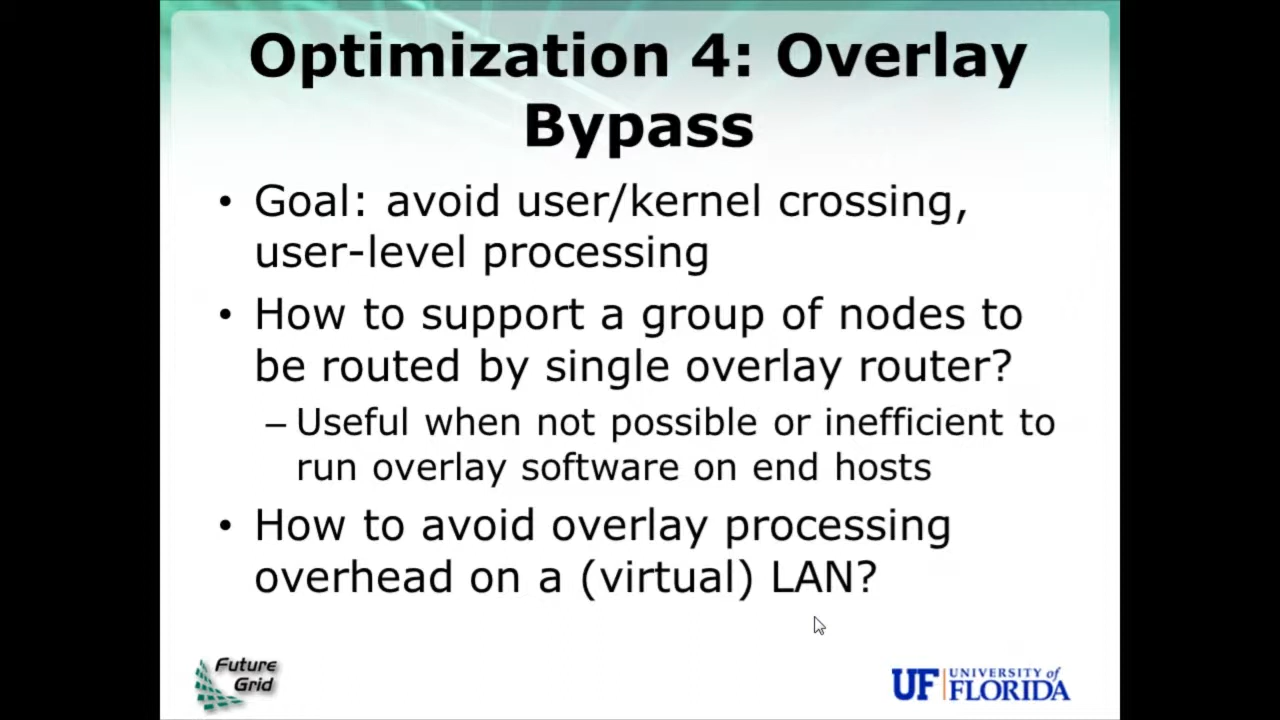 Optimization 4: Overlay
Bypass
• Goal: avoid user/kernel crossing,
user-level processing
• How to support a group of nodes to
be routed by single overlay router?
– Useful when not possible or inefficient to
run overlay software on end hosts
• How to avoid overlay processing
overhead on a (virtual) LAN?
Future
Grid
UF UNIVERSITY of
FLORIDA